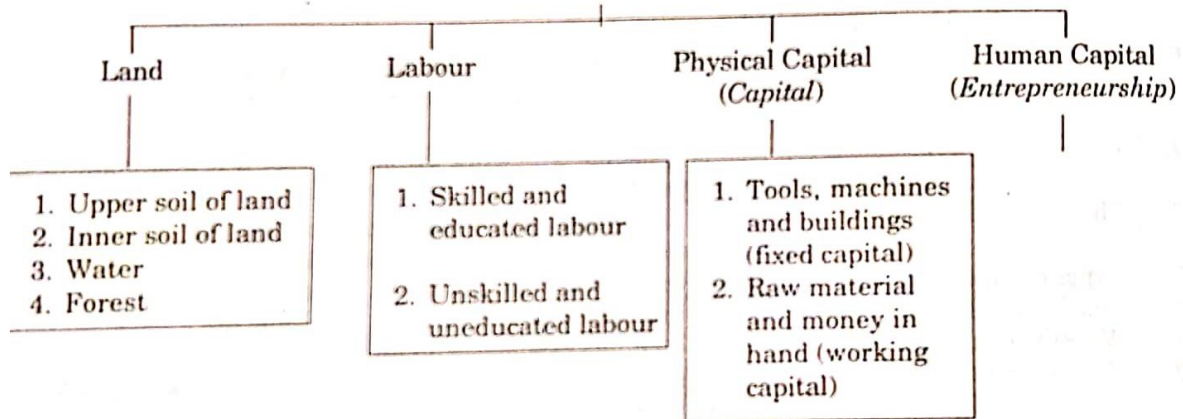 Land
Labour
Physical Capital
(Capital)
Human Capital
(Entrepreneurship)
1. Upper soil of land
2. Inner soil of land
3. Water
4. Forest
1. Skilled and
educated labour
2. Unskilled and
uneducated labour
1. Tools, machines
and buildings
(fixed capital)
2. Raw material
and money in
hand (working
capital)